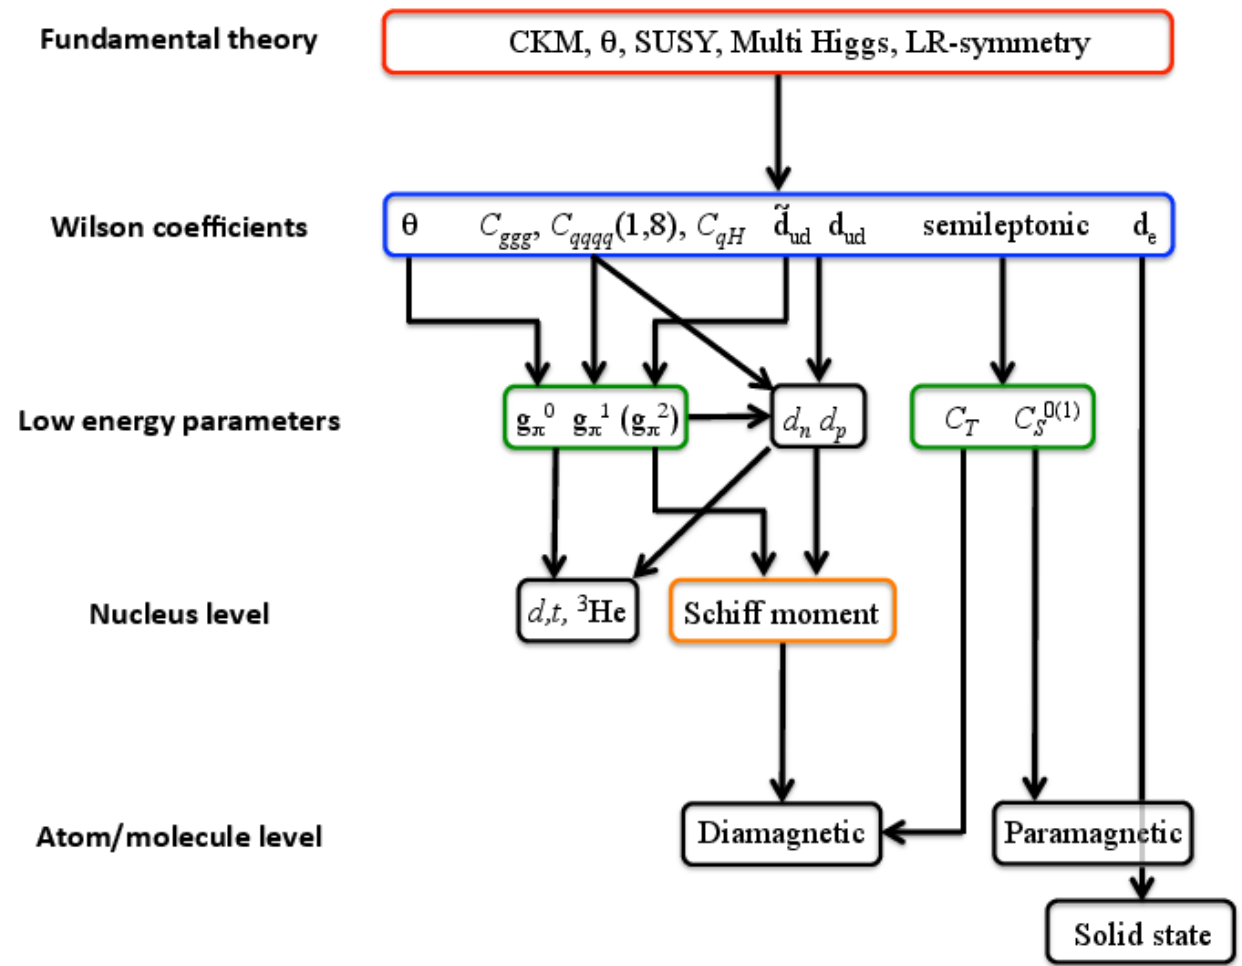 Fundamental theory CKM, θ, SUSY, Multi Higgs, LR-symmetry
Wilson coefficients θ C_ggg, C_qqqq(1,8), C_qH d̃_ud d_ud semileptonic d_e
Low energy parameters g_π^0 g_π^1 (g_π^2) d_n d_p C_T C_S^0(1)
Nucleus level d,t, ^3He Schiff moment
Atom/molecule level Diamagnetic Paramagnetic
Solid state